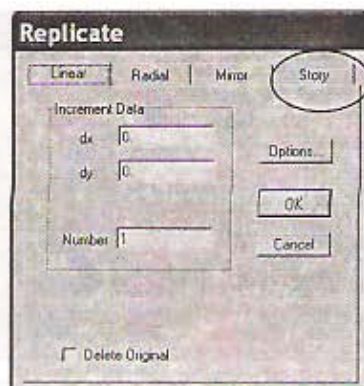 Replicate
Linear Radial Mirror Story
Increment Data
dx 0.
dy 0.
Number 1
Options...
OK
Cancel
Delete Original